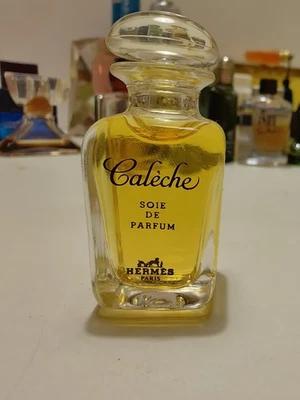 Calèche
SOIE
DE
PARFUM
HERMÈS
PARIS